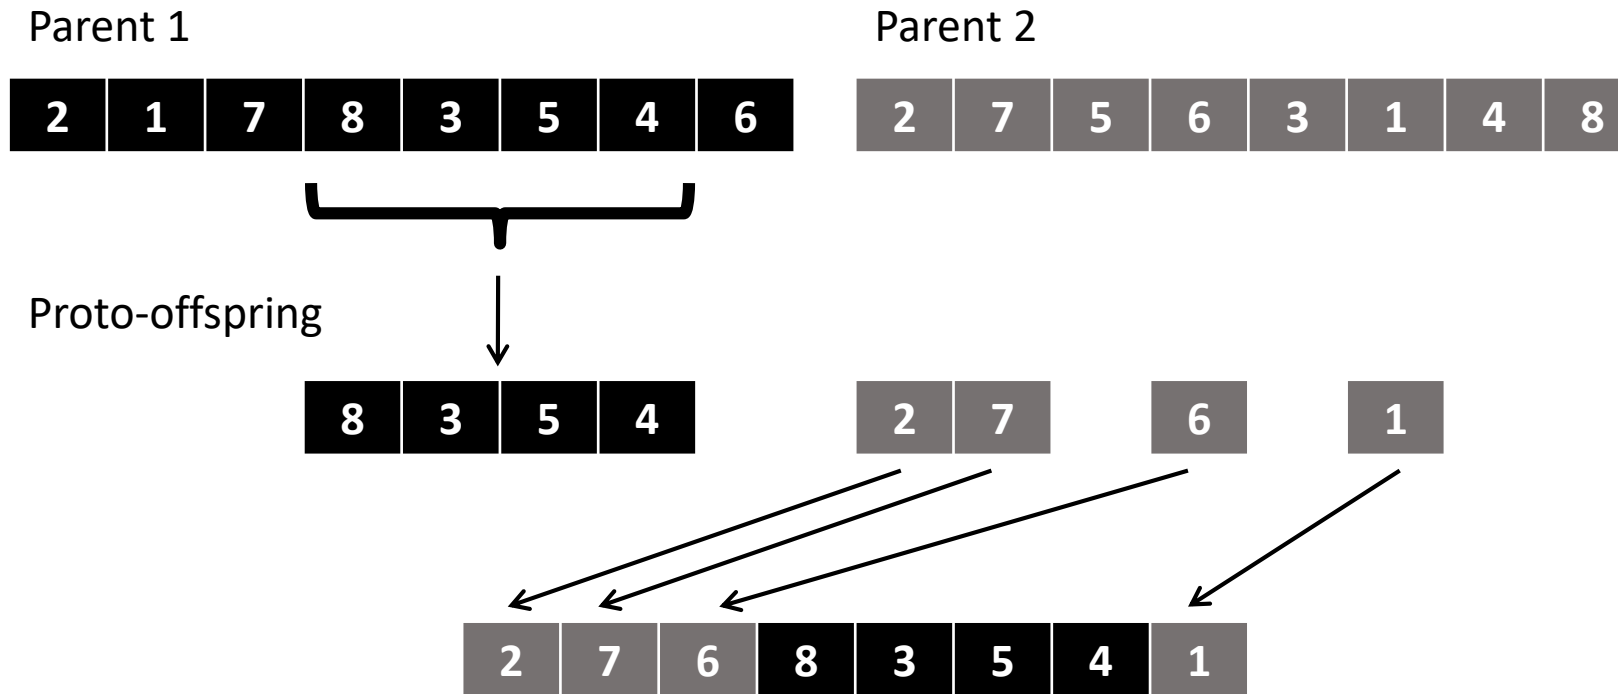 Parent 1 Parent 2
2 1 7 8 3 5 4 6 2 7 5 6 3 1 4 8
Proto-offspring
8 3 5 4 2 7 6 1
2 7 6 8 3 5 4 1